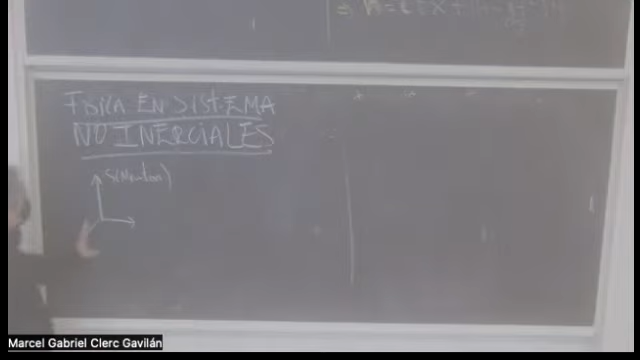 FISICA EN SISTEMA
NO INERCIALES
S(Newton)
Marcel Gabriel Clerc Gavilán